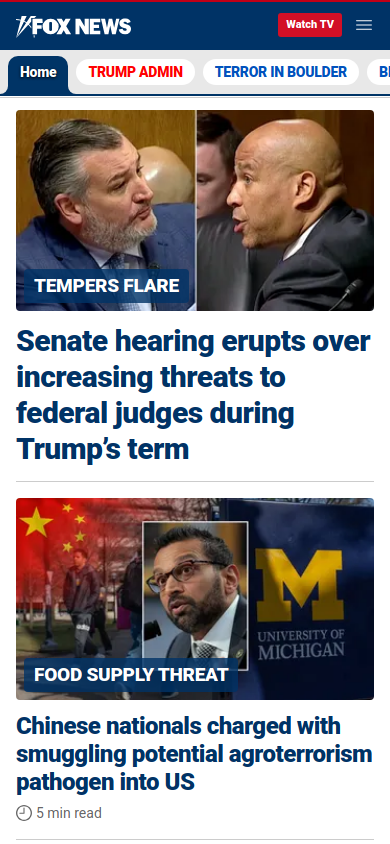 FOX NEWS
Watch TV
Home
TRUMP ADMIN
TERROR IN BOULDER
TEMPERS FLARE
Senate hearing erupts over
increasing threats to
federal judges during
Trump’s term
M
UNIVERSITY OF
MICHIGAN
FOOD SUPPLY THREAT
Chinese nationals charged with
smuggling potential agroterrorism
pathogen into US
5 min read